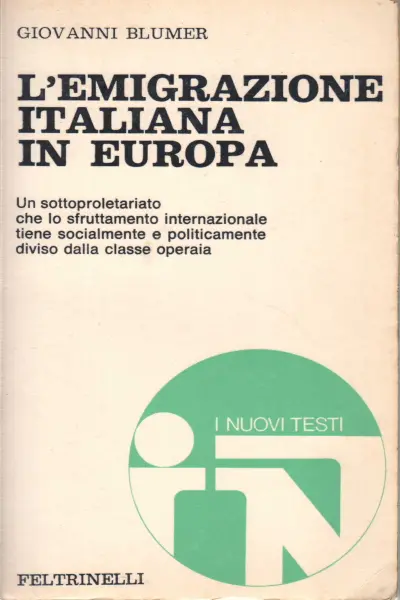 GIOVANNI BLUMER
L'EMIGRAZIONE
ITALIANA
IN EUROPA
Un sottoproletariato
che lo sfruttamento internazionale
tiene socialmente e politicamente
diviso dalla classe operaia
I NUOVI TESTI
iN
FELTRINELLI